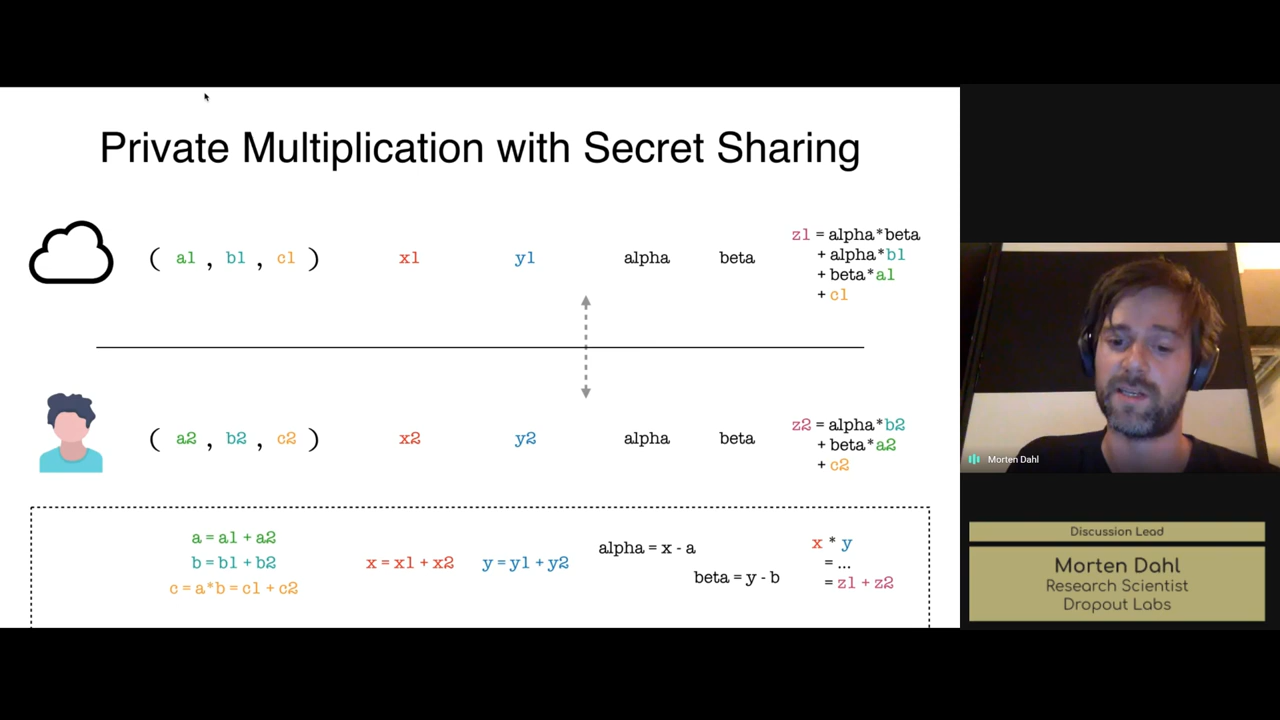 Private Multiplication with Secret Sharing
( a1 , b1 , c1 ) x1 y1 alpha beta
z1 = alpha*beta
+ alpha*b1
+ beta*a1
+ c1
( a2 , b2 , c2 ) x2 y2 alpha beta
z2 = alpha*b2
+ beta*a2
+ c2
a = a1 + a2
b = b1 + b2
c = a*b = c1 + c2
x = x1 + x2
y = y1 + y2
alpha = x - a
beta = y - b
x * y
= ...
= z1 + z2
Morten Dahl
Discussion Lead
Morten Dahl
Research Scientist
Dropout Labs